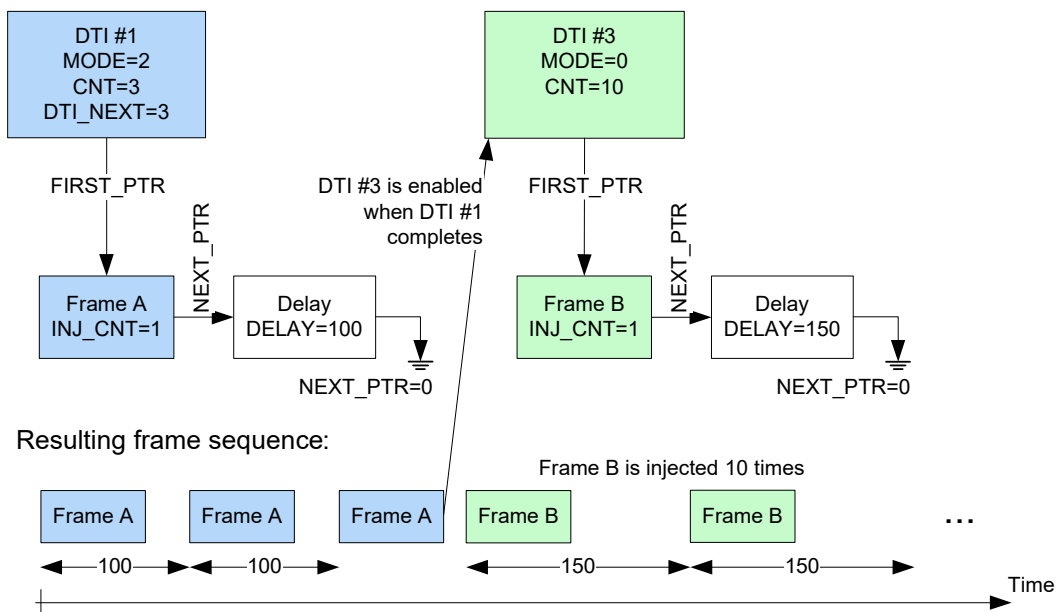 DTI #1
MODE=2
CNT=3
DTI_NEXT=3
DTI #3
MODE=0
CNT=10
FIRST_PTR
NEXT_PTR
DTI #3 is enabled
when DTI #1
completes
FIRST_PTR
NEXT_PTR
Frame A
INJ_CNT=1
Delay
DELAY=100
NEXT_PTR=0
Frame B
INJ_CNT=1
Delay
DELAY=150
NEXT_PTR=0
Resulting frame sequence:
Frame B is injected 10 times
Frame A
Frame A
Frame A
Frame B
Frame B
...
100
100
150
150
Time